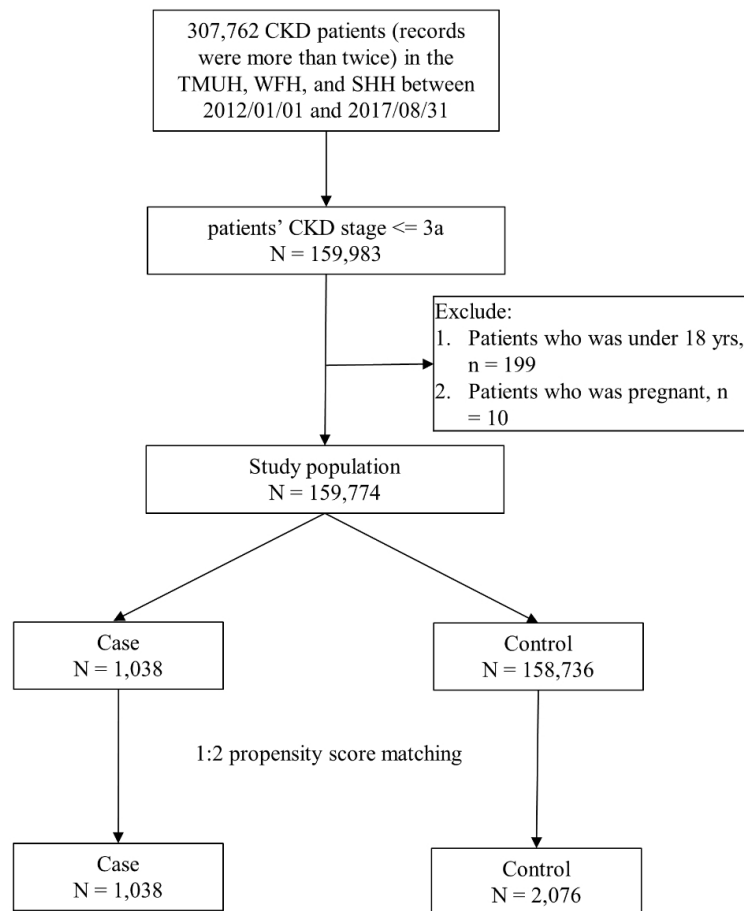 307,762 CKD patients (records
were more than twice) in the
TMUH, WFH, and SHH between
2012/01/01 and 2017/08/31
patients’ CKD stage <= 3a
N = 159,983
Exclude:
1. Patients who was under 18 yrs,
n = 199
2. Patients who was pregnant, n
= 10
Study population
N = 159,774
Case
N = 1,038
Control
N = 158,736
1:2 propensity score matching
Case
N = 1,038
Control
N = 2,076